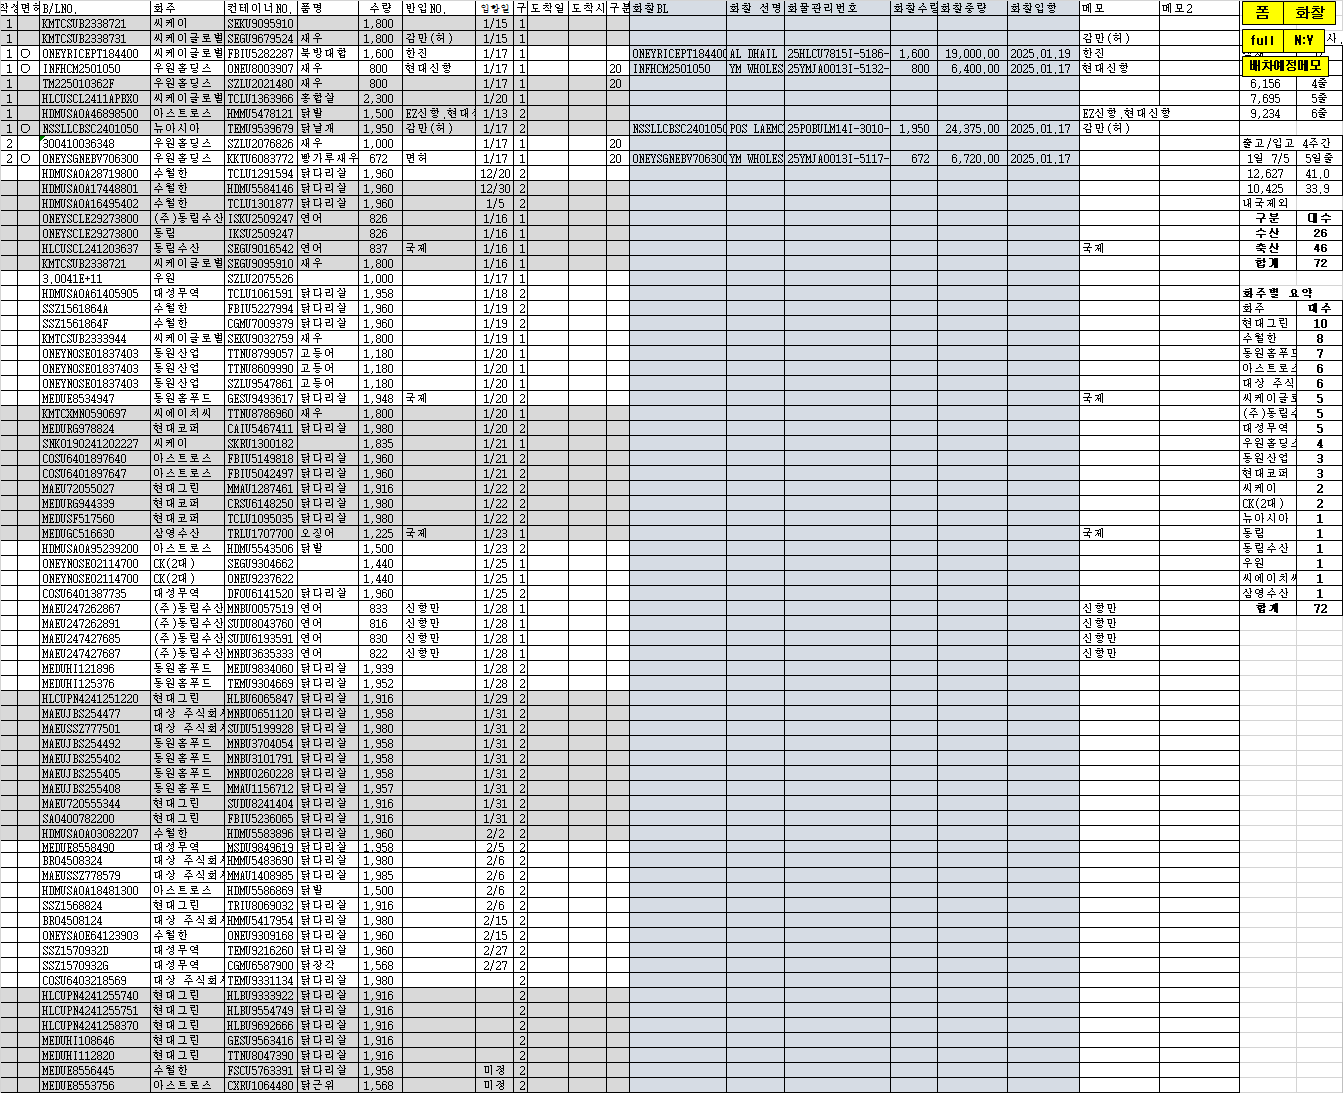 작성 면허 B/LNO. 화주 컨테이너NO. 품명 수량 반입NO. 입항일 구 도착일 도착시 구분 화찰BL 화찰 선명 화물관리번호 화찰수량 화찰중량 화찰입항 메모 메모2 폼 화찰
1 KMTCSUB2338721 씨케이 SEKU9095910 1,800 1/15 1
1 KMTCSUB2338731 씨케이글로벌 SEGU9679524 새우 1,800 감만(허) 1/15 1 감만(허) full N:Y 사,
1 O ONEYRICEPT184400 씨케이글로벌 FBIU5282287 북방대합 1,600 한진 1/17 1 ONEYRICEPT184400 AL DHAIL 25HLCU7815I-5186- 1,600 19,000.00 2025.01.19 한진
1 O INFHCM2501050 우원홀딩스 ONEU8003907 새우 800 현대신항 1/17 1 20 INFHCM2501050 YM WHOLES 25YMJA0013I-5132- 800 6,400.00 2025.01.17 현대신항 배차예정메모
1 TM225010362F 우원홀딩스 SZLU2021480 새우 800 1/17 1 20 6,156 4줄
1 HLCUSCL2411APBX0 씨케이글로벌 TCLU1363966 홍합살 2,300 1/20 1 7,695 5줄
1 HDMUSAOA46898500 아스트로스 HMMU5478121 닭발 1,500 EZ신항,현대신 1/13 2 EZ신항,현대신항 9,234 6줄
1 O NSSLLCBSC2401050 뉴아시아 TEMU9539679 닭날개 1,950 감만(허) 1/17 2 NSSLLCBSC2401050 POS LAEMC 25POBULM14I-3010- 1,950 24,375.00 2025.01.17 감만(허)
2 300410036348 우원홀딩스 SZLU2076826 새우 1,000 1/17 1 20 출고/입고 4주간
2 O ONEYSGNEBV706300 우원홀딩스 KKTU6083772 빵가루새우 672 면허 1/17 1 20 ONEYSGNEBV706300 YM WHOLES 25YMJA0013I-5117- 672 6,720.00 2025.01.17 1일 7/5 5일줄
HDMUSAOA28719800 수월한 TCLU1291594 닭다리살 1,960 12/20 2 12,627 41.0
HDMUSAOA17448801 수월한 HDMU5584146 닭다리살 1,960 12/30 2 10,425 33.9
HDMUSAOA16495402 수월한 TCLU1301877 닭다리살 1,960 1/5 2 내국제외
ONEYSCLE29273800 (주)동림수산 ISKU2509247 연어 826 1/16 1 구분 대수
ONEYSCLE29273800 동림 IKSU2509247 826 1/16 1 수산 26
HLCUSCL241203637 동림수산 SEGU9016542 연어 837 국제 1/16 1 국제 축산 46
KMTCSUB2338721 씨케이글로벌 SEGU9095910 새우 1,800 1/16 1 합계 72
3.0041E+11 우원 SZLU2075526 1,000 1/17 1
HDMUSAOA61405905 대성무역 TCLU1061591 닭다리살 1,958 1/18 2 화주별 요약
SSZ1561864A 수월한 FBIU5227994 닭다리살 1,960 1/19 2 화주 대수
SSZ1561864F 수월한 CGMU7009379 닭다리살 1,960 1/19 2 현대그린 10
KMTCSUB2333944 씨케이글로벌 SEKU9032759 새우 1,800 1/19 1 수월한 8
ONEYNOSE01837403 동원산업 TTNU8799057 고등어 1,180 1/20 1 동원홈푸드 7
ONEYNOSE01837403 동원산업 TTNU8609990 고등어 1,180 1/20 1 아스트로스 6
ONEYNOSE01837403 동원산업 SZLU9547861 고등어 1,180 1/20 1 대상 주식 6
MEDUE8534947 동원홈푸드 GESU9493617 닭다리살 1,948 국제 1/20 2 국제 씨케이글로 5
KMTCXMN0590697 씨에이치씨 TTNU8786960 새우 1,800 1/20 1 (주)동림수 5
MEDURG978824 현대코퍼 CAIU5467411 닭다리살 1,980 1/20 2 대성무역 5
SNKO190241202227 씨케이 SKRU1300182 1,835 1/21 1 우원홀딩스 4
COSU6401897640 아스트로스 FBIU5149818 닭다리살 1,960 1/21 2 동원산업 3
COSU6401897647 아스트로스 FBIU5042497 닭다리살 1,960 1/21 2 현대코퍼 3
MAEU72055027 현대그린 MMAU1287461 닭다리살 1,916 1/22 2 씨케이 2
MEDURG944339 현대코퍼 CRSU6148250 닭다리살 1,980 1/22 2 CK(2대) 2
MEDUSF517560 현대코퍼 TCLU1095035 닭다리살 1,980 1/22 2 뉴아시아 1
MEDUGC516630 삼영수산 TRLU1707700 오징어 1,225 국제 1/23 1 국제 동림 1
HDMUSAOA95239200 아스트로스 HDMU5543506 닭발 1,500 1/23 2 동림수산 1
ONEYNOSE02114700 CK(2대) SEGU9304662 1,440 1/25 1 우원 1
ONEYNOSE02114700 CK(2대) ONEU9237622 1,440 1/25 1 씨에이치씨 1
COSU6401387735 대성무역 DFOU6141520 닭다리살 1,960 1/25 2 삼영수산 1
MAEU247262867 (주)동림수산 MNBU0057519 연어 833 신항만 1/28 1 신항만 합계 72
MAEU247262891 (주)동림수산 SUDU8043760 연어 816 신항만 1/28 1 신항만
MAEU247427685 (주)동림수산 SUDU6193591 연어 830 신항만 1/28 1 신항만
MAEU247427687 (주)동림수산 MNBU3635333 연어 822 신항만 1/28 1 신항만
MEDUHI121896 동원홈푸드 MEDU9834060 닭다리살 1,939 1/28 2
MEDUHI125376 동원홈푸드 TEMU9304669 닭다리살 1,952 1/28 2
HLCUPN4241251220 현대그린 HLBU6065847 닭다리살 1,916 1/29 2
MAEUJBS254477 대상 주식회사 MNBU0651120 닭다리살 1,958 1/31 2
MAEUSSZ777501 대상 주식회사 SUDU5199928 닭다리살 1,980 1/31 2
MAEUJBS254492 동원홈푸드 MNBU3704054 닭다리살 1,958 1/31 2
MAEUJBS255402 동원홈푸드 MNBU3101791 닭다리살 1,958 1/31 2
MAEUJBS255405 동원홈푸드 MNBU0260228 닭다리살 1,958 1/31 2
MAEUJBS255408 동원홈푸드 MMAU1156712 닭다리살 1,957 1/31 2
MAEU720555344 현대그린 SUDU8241404 닭다리살 1,916 1/31 2
SA0400782200 현대그린 FBIU5236065 닭다리살 1,916 1/31 2
HDMUSAOA03082207 수월한 HDMU5583896 닭다리살 1,960 2/2 2
MEDUE8558490 대성무역 MSDU9849619 닭다리살 1,958 2/5 2
BR04508324 대상 주식회사 HMMU5483690 닭다리살 1,980 2/6 2
MAEUSSZ778579 대상 주식회사 MMAU1408985 닭다리살 1,985 2/6 2
HDMUSAOA18481300 아스트로스 HDMU5586869 닭발 1,500 2/6 2
SSZ1568824 현대그린 TRIU8069032 닭다리살 1,916 2/6 2
BR04508124 대상 주식회사 HMMU5417954 닭다리살 1,980 2/15 2
ONEYSAOE64123903 수월한 ONEU9309168 닭다리살 1,960 2/15 2
SSZ1570932D 대성무역 TEMU9216260 닭다리살 1,960 2/27 2
SSZ1570932G 대성무역 CGMU6587900 닭장각 1,568 2/27 2
COSU6403218569 대상 주식회사 TEMU9331134 닭다리살 1,980 2
HLCUPN4241255740 현대그린 HLBU9333922 닭다리살 1,916 2
HLCUPN4241255751 현대그린 HLBU9554749 닭다리살 1,916 2
HLCUPN4241258370 현대그린 HLBU9692666 닭다리살 1,916 2
MEDUHI108646 현대그린 GESU9563416 닭다리살 1,916 2
MEDUHI112820 현대그린 TTNU8047390 닭다리살 1,916 2
MEDUE8556445 수월한 FSCU5763391 닭다리살 1,958 미정 2
MEDUE8553756 아스트로스 CXRU1064480 닭근위 1,568 미정 2